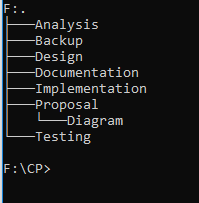 F:.
├───Analysis
├───Backup
├───Design
├───Documentation
├───Implementation
├───Proposal
│   └───Diagram
└───Testing
F:\CP>